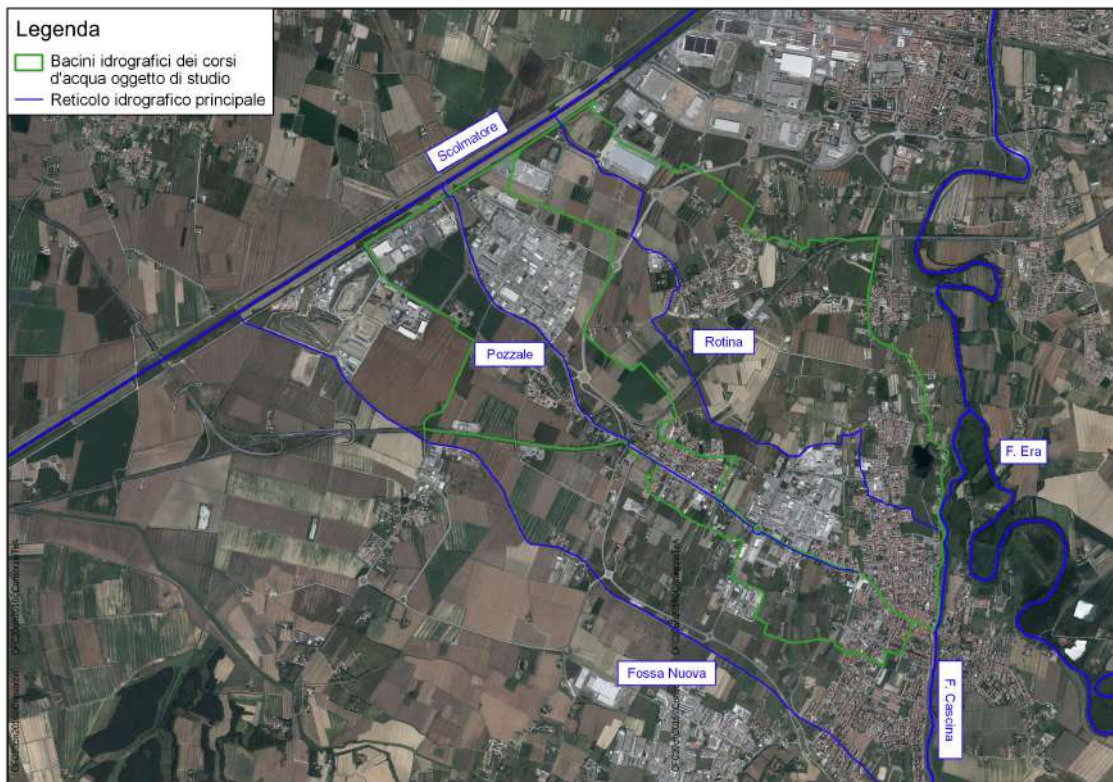 Legenda
Bacini idrografici dei corsi
d'acqua oggetto di studio
Reticolo idrografico principale
Scolmatore
Pozzale
Rotina
F. Era
Fossa Nuova
F. Cascina